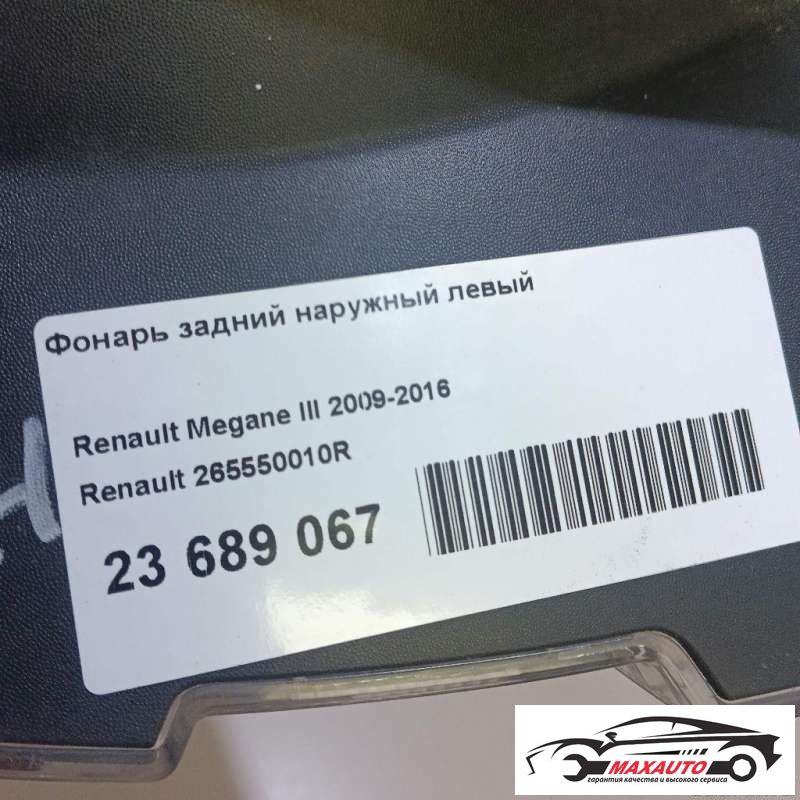 Фонарь задний наружный левый
Renault Megane III 2009-2016
Renault 265550010R
23 689 067
MAXAUTO
гарантия качества и высокого сервиса